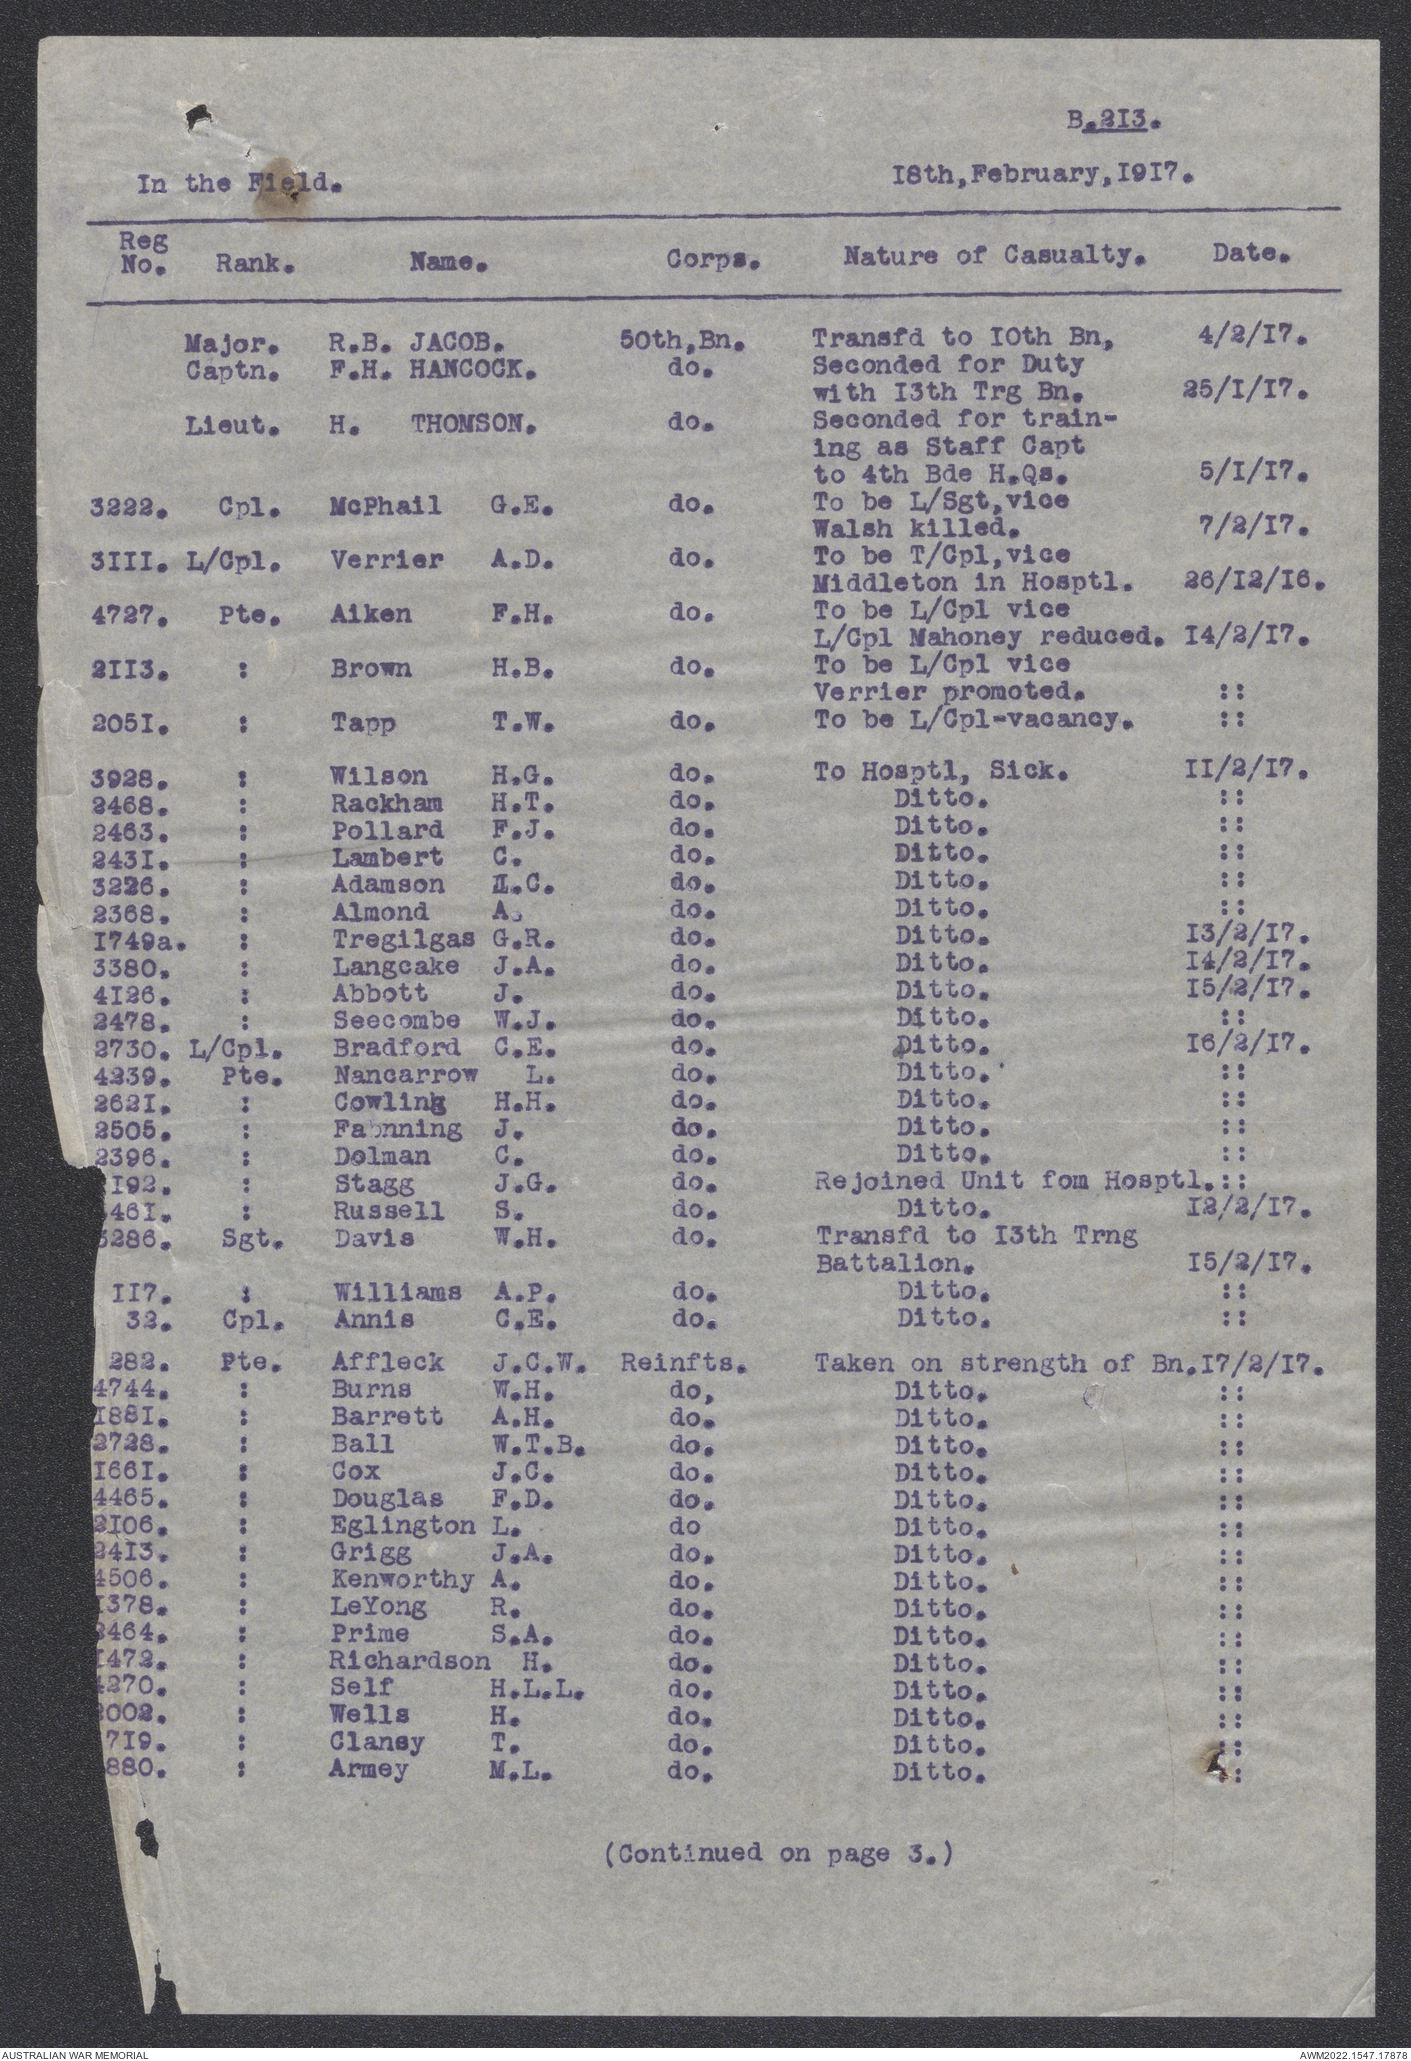 B.213.
In the Field. 18th,February,1917.
Reg
No. Rank. Name. Corps. Nature of Casualty. Date.
Major. R.B. JACOB. 50th,Bn. Transfd to 10th Bn, 4/2/17.
Captn. F.H. HANCOCK. do. Seconded for Duty
with 13th Trg Bn. 25/1/17.
Lieut. H. THOMSON. do. Seconded for train-
ing as Staff Capt
to 4th Bde H.Qs. 5/1/17.
3222. Cpl. McPhail G.E. do. To be L/Sgt,vice
Walsh killed. 7/2/17.
3111. L/Cpl. Verrier A.D. do. To be T/Cpl,vice
Middleton in Hosptl. 26/12/16.
4727. Pte. Aiken F.H. do. To be L/Cpl vice
L/Cpl Mahoney reduced. 14/2/17.
2113. : Brown H.B. do. To be L/Cpl vice
Verrier promoted. ::
2051. : Tapp T.W. do. To be L/Cpl-vacancy. ::
3928. : Wilson H.G. do. To Hosptl, Sick. 11/2/17.
2468. : Rackham H.T. do. Ditto. ::
2463. : Pollard F.J. do. Ditto. ::
2431. : Lambert C. do. Ditto. ::
3226. : Adamson L.C. do. Ditto. ::
2368. : Almond A. do. Ditto. ::
1749a. : Tregilgas G.R. do. Ditto. 13/2/17.
3380. : Langcake J.A. do. Ditto. 14/2/17.
4126. : Abbott J. do. Ditto. 15/2/17.
2478. : Seecombe W.J. do. Ditto. ::
2730. L/Cpl. Bradford C.E. do. Ditto. 16/2/17.
4239. Pte. Nancarrow L. do. Ditto. ::
2621. : Cowling H.H. do. Ditto. ::
2505. : Fanning J. do. Ditto. ::
2396. : Dolman C. do. Ditto. ::
192. : Stagg J.G. do. Rejoined Unit fom Hosptl. ::
461. : Russell S. do. Ditto. 12/2/17.
3286. Sgt. Davis W.H. do. Transfd to 13th Trng
Battalion. 15/2/17.
117. : Williams A.P. do. Ditto. ::
32. Cpl. Annis C.E. do. Ditto. ::
282. Pte. Affleck J.C.W. Reinfts. Taken on strength of Bn.17/2/17.
4744. : Burns W.H. do, Ditto. ::
1881. : Barrett A.H. do. Ditto. ::
2728. : Ball W.T.B. do. Ditto. ::
1661. : Cox J.C. do. Ditto. ::
4465. : Douglas F.D. do. Ditto. ::
2106. : Eglington L. do Ditto. ::
2413. : Grigg J.A. do. Ditto. ::
4506. : Kenworthy A. do. Ditto. ::
1378. : LeYong R. do. Ditto. ::
2464. : Prime S.A. do. Ditto. ::
1472. : Richardson H. do. Ditto. ::
4270. : Self H.L.L. do. Ditto. ::
2002. : Wells H. do. Ditto. ::
719. : Clansy T. do. Ditto. ::
880. : Armey M.L. do. Ditto. ::
(Continued on page 3.)
AUSTRALIAN WAR MEMORIAL AWM2022.1547.17878